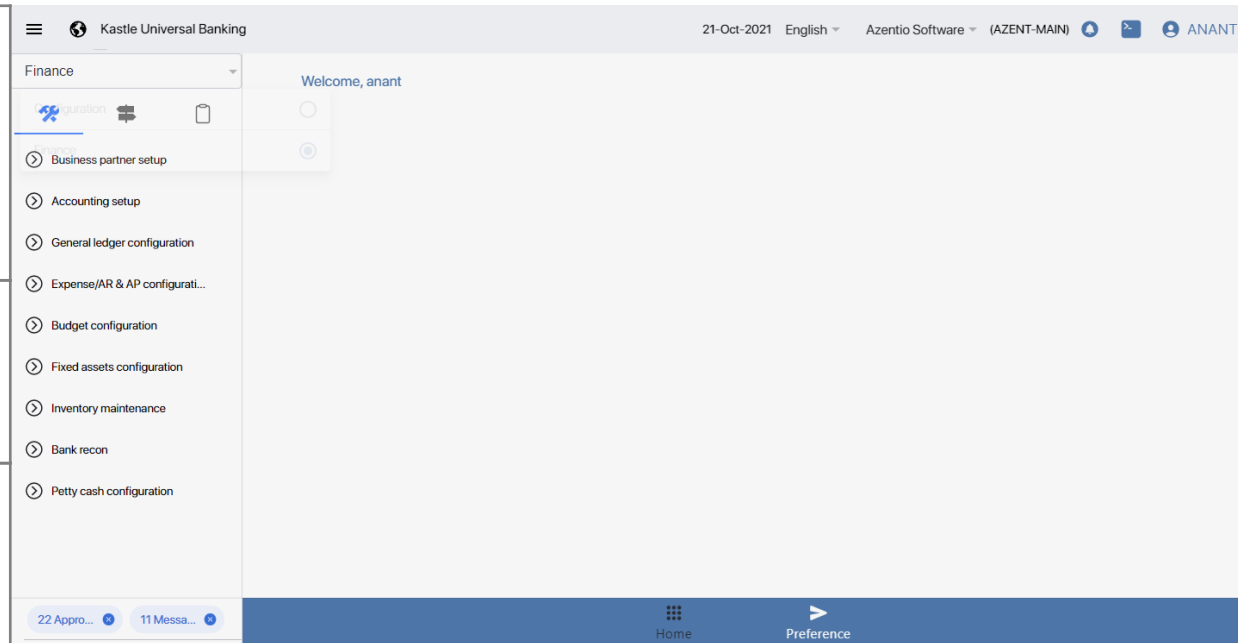 Kastle Universal Banking
21-Oct-2021 English Azentio Software (AZENT-MAIN) ANANT
Finance
Welcome, anant
Configuration
Finance
Business partner setup
Accounting setup
General ledger configuration
Expense/AR & AP configurati...
Budget configuration
Fixed assets configuration
Inventory maintenance
Bank recon
Petty cash configuration
22 Appro... 11 Messa...
Home Preference